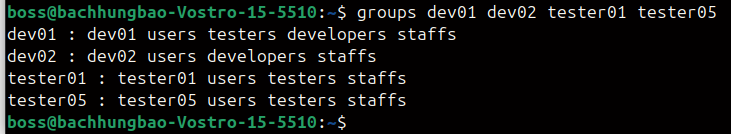 boss@bachhungbao-Vostro-15-5510:~$ groups dev01 dev02 tester01 tester05
dev01 : dev01 users testers developers staffs
dev02 : dev02 users developers staffs
tester01 : tester01 users testers staffs
tester05 : tester05 users testers staffs
boss@bachhungbao-Vostro-15-5510:~$